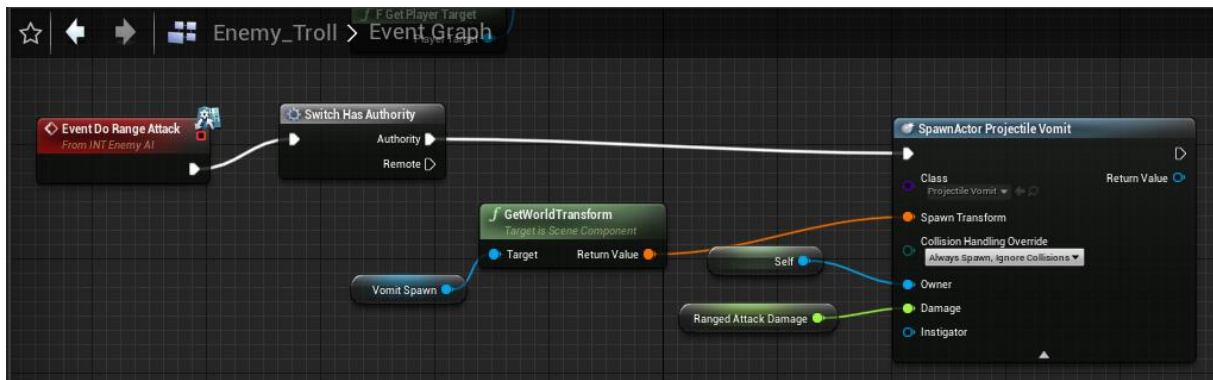 F Get Player Target
Enemy_Troll > Event Graph
Player Target
Event Do Range Attack
From INT Enemy AI
Switch Has Authority
Authority
Remote
SpawnActor Projectile Vomit
Class
Projectile Vomit
Return Value
Spawn Transform
Collision Handling Override
Always Spawn, Ignore Collisions
Owner
Damage
Instigator
f GetWorldTransform
Target is Scene Component
Target Return Value
Self
Vomit Spawn
Ranged Attack Damage